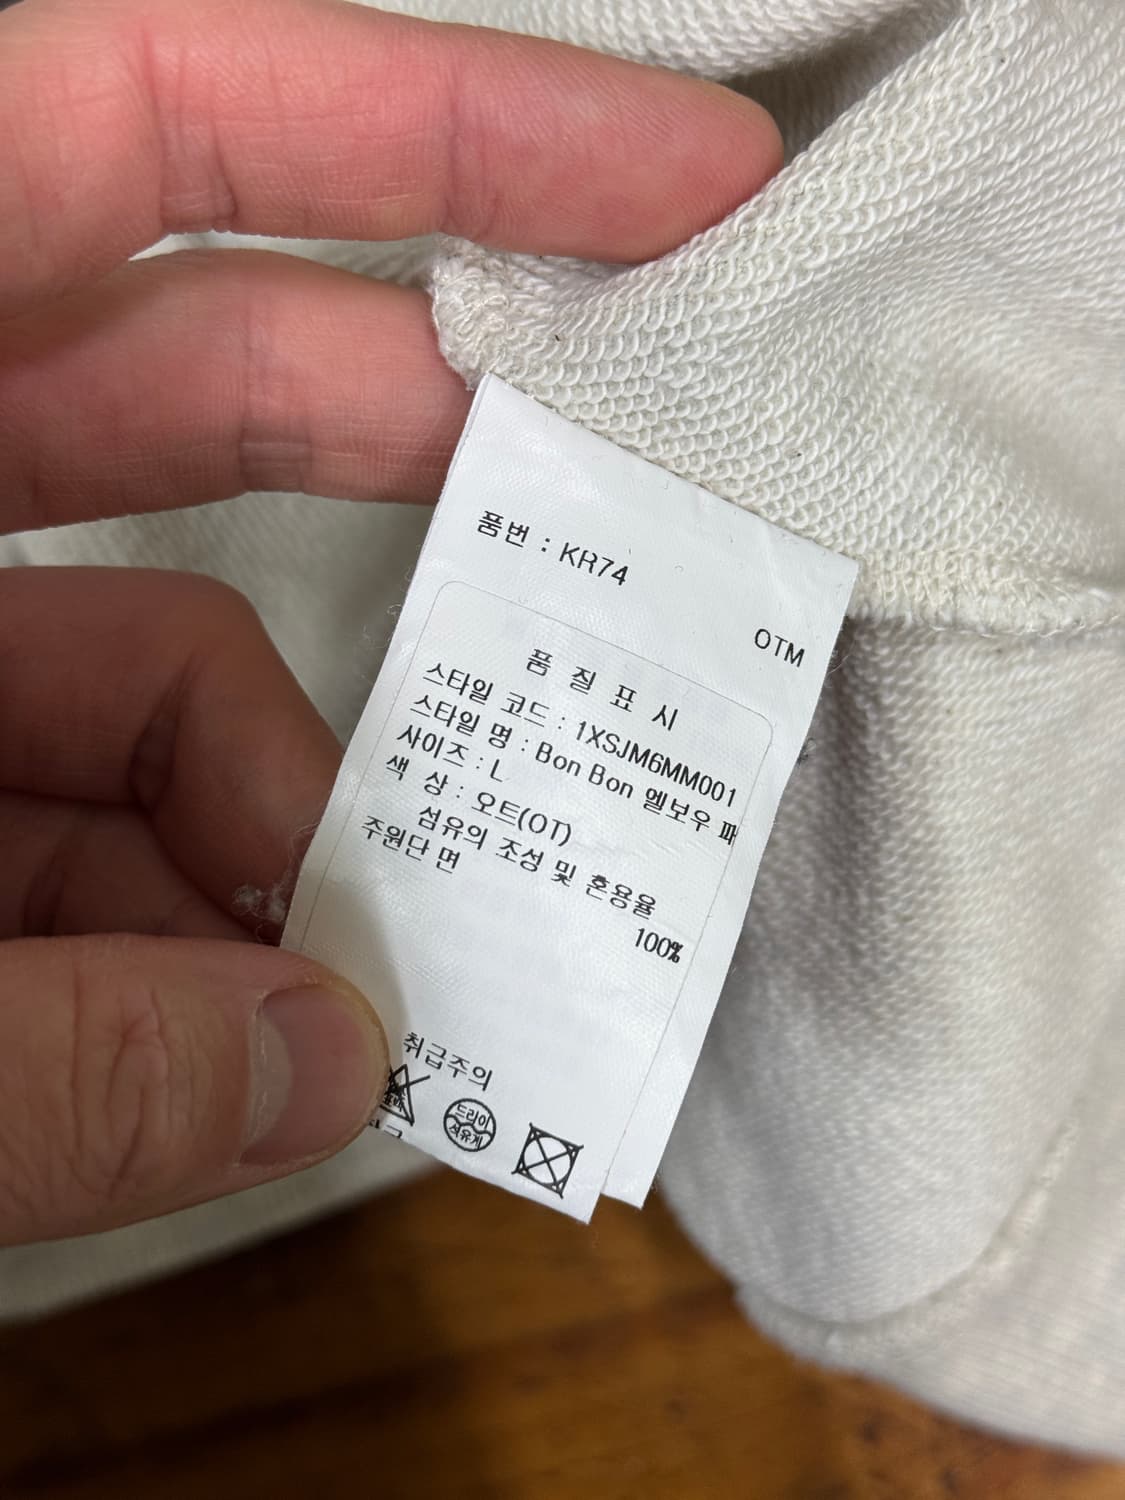 품번 : KR74
OTM
품 질 표 시
스타일 코드 : 1XSJM6MM001
스타일 명 : Bon Bon 엘보우 파
사이즈 : L
색 상 : 오트(OT)
섬유의 조성 및 혼용율
주원단 면
100%
취급주의
드라이
석유계